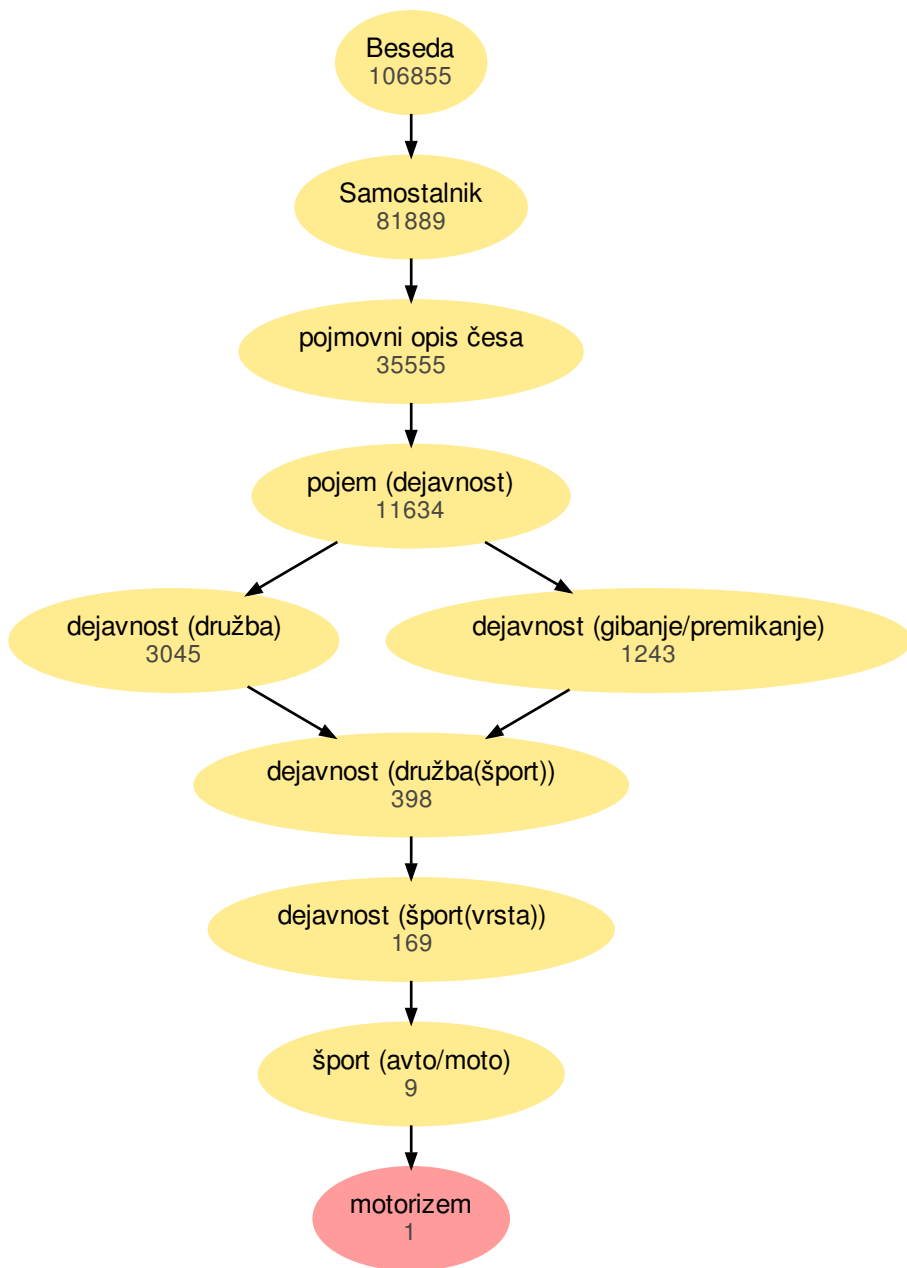 Beseda
106855
Samostalnik
81889
pojmovni opis česa
35555
pojem (dejavnost)
11634
dejavnost (družba)
3045
dejavnost (gibanje/premikanje)
1243
dejavnost (družba(šport))
398
dejavnost (šport(vrsta))
169
šport (avto/moto)
9
motorizem
1